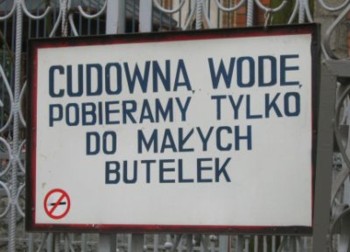 CUDOWNĄ WODĘ
POBIERAMY TYLKO
DO MAŁYCH
BUTELEK